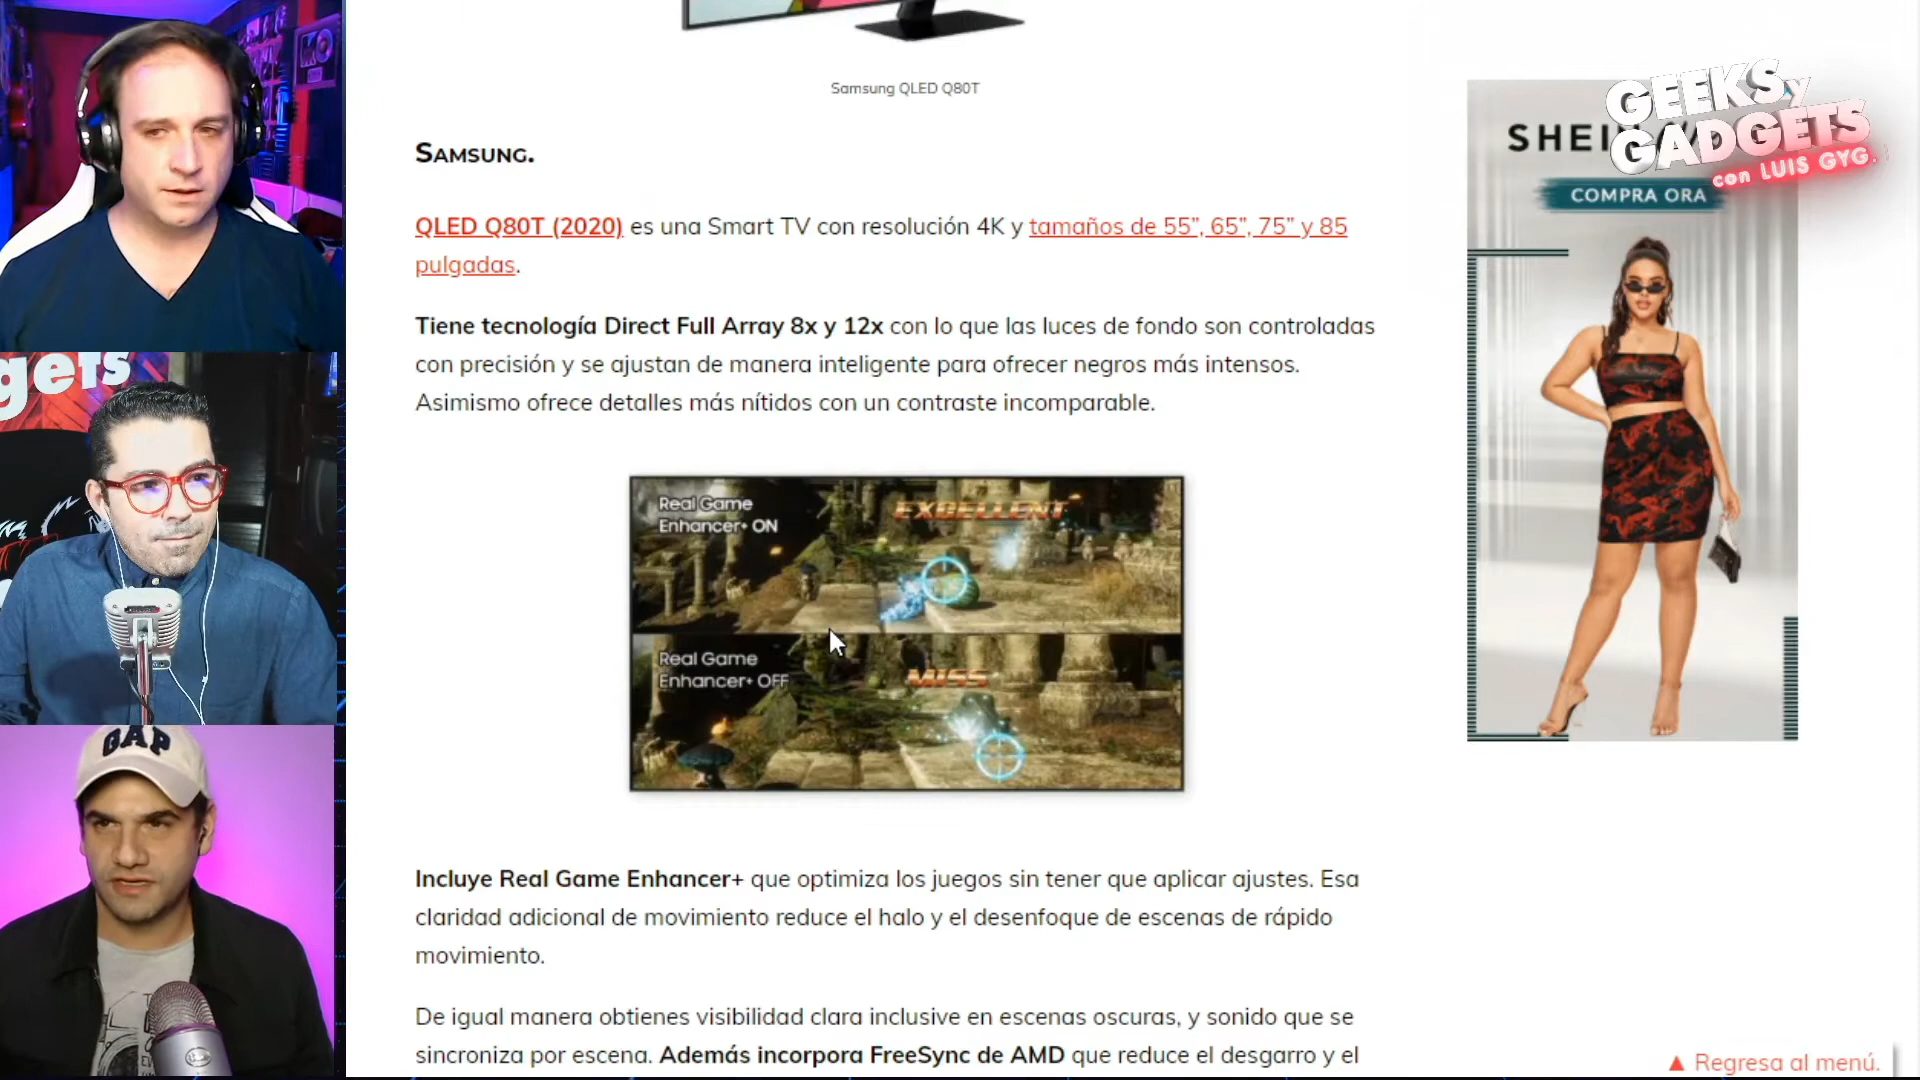 Samsung QLED Q80T
SAMSUNG.
QLED Q80T (2020) es una Smart TV con resolución 4K y tamaños de 55”, 65”, 75” y 85
pulgadas.
Tiene tecnología Direct Full Array 8x y 12x con lo que las luces de fondo son controladas
con precisión y se ajustan de manera inteligente para ofrecer negros más intensos.
Asimismo ofrece detalles más nítidos con un contraste incomparable.
Real Game
Enhancer+ ON
EXCELLENT
Real Game
Enhancer+ OFF
MISS
Incluye Real Game Enhancer+ que optimiza los juegos sin tener que aplicar ajustes. Esa
claridad adicional de movimiento reduce el halo y el desenfoque de escenas de rápido
movimiento.
De igual manera obtienes visibilidad clara inclusive en escenas oscuras, y sonido que se
sincroniza por escena. Además incorpora FreeSync de AMD que reduce el desgarro y el
GEEKS y
GADGETS
con LUIS GYG.
COMPRA ORA
▲ Regresa al menú.
gets
GAP